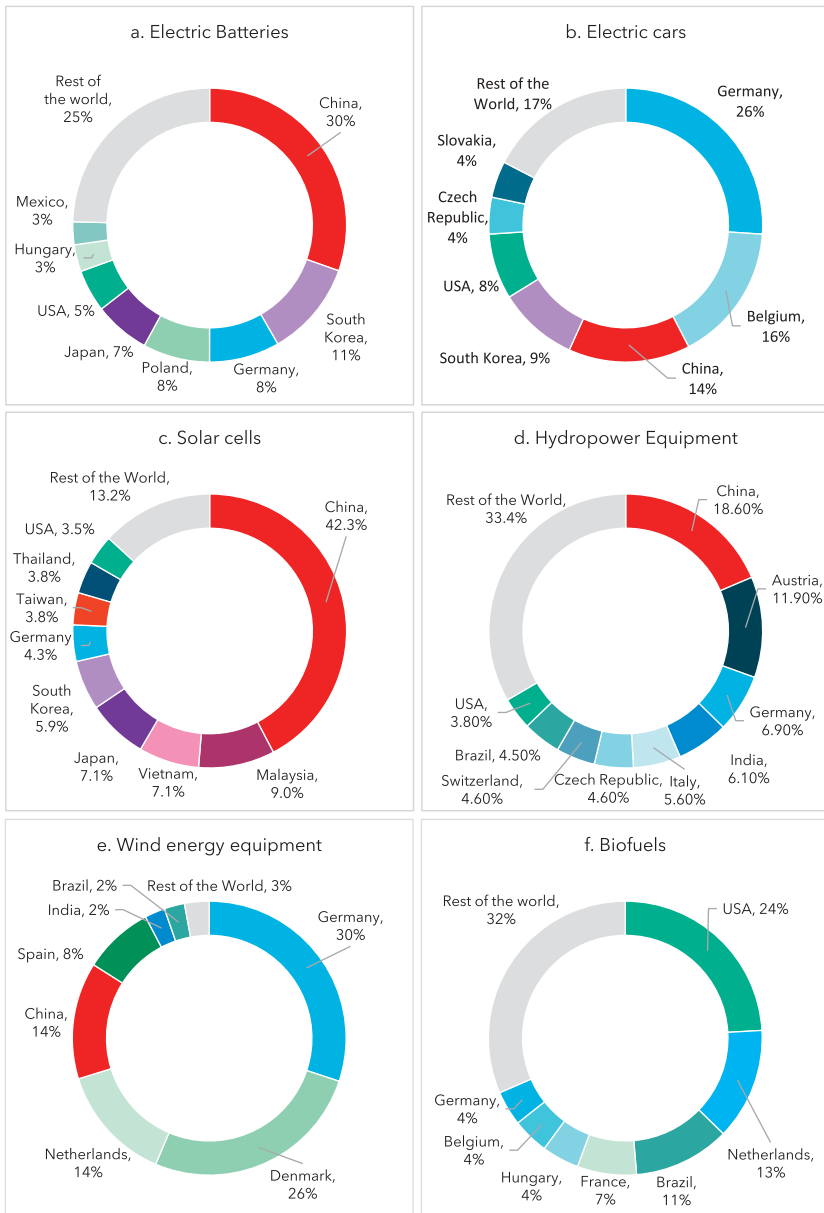 a. Electric Batteries
Rest of
the world,
25%
China,
30%
Mexico,
3%
Hungary,
3%
USA, 5%
Japan, 7%
Poland,
8%
Germany,
8%
South
Korea,
11%
b. Electric cars
Rest of the
World, 17%
Germany,
26%
Slovakia,
4%
Czech
Republic,
4%
USA, 8%
South Korea, 9%
China,
14%
Belgium,
16%
c. Solar cells
Rest of the World,
13.2%
China,
42.3%
USA, 3.5%
Thailand,
3.8%
Taiwan,
3.8%
Germany
4.3%
South
Korea,
5.9%
Japan,
7.1%
Vietnam,
7.1%
Malaysia,
9.0%
d. Hydropower Equipment
Rest of the World,
33.4%
China,
18.60%
Austria,
11.90%
Germany,
6.90%
India,
6.10%
Italy,
5.60%
Czech Republic,
4.60%
Switzerland,
4.60%
Brazil, 4.50%
USA,
3.80%
e. Wind energy equipment
Brazil, 2%
Rest of the World, 3%
India, 2%
Germany,
30%
Spain, 8%
China,
14%
Netherlands,
14%
Denmark,
26%
f. Biofuels
Rest of the world,
32%
USA, 24%
Germany,
4%
Belgium,
4%
Hungary,
4%
France,
7%
Brazil,
11%
Netherlands,
13%